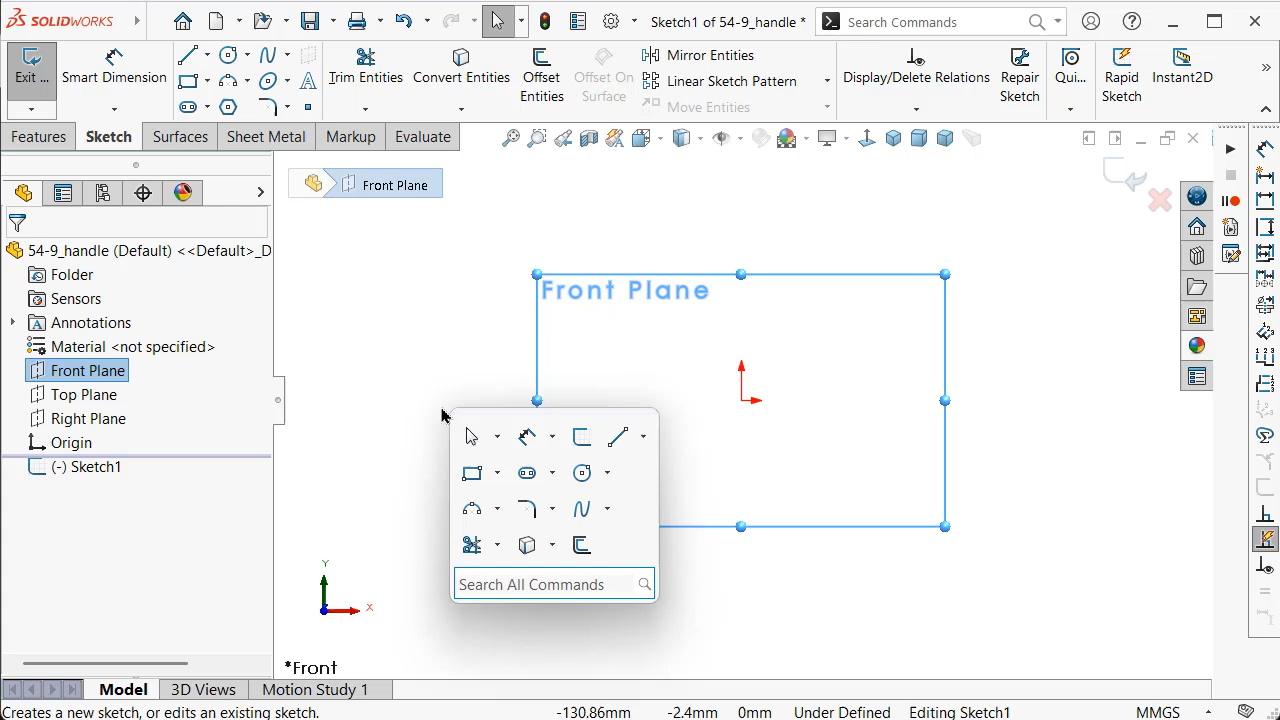 SOLIDWORKS
Sketch1 of 54-9_handle *
Search Commands
Exit ...
Smart Dimension
Trim Entities
Convert Entities
Offset Entities
Offset On Surface
Mirror Entities
Linear Sketch Pattern
Move Entities
Display/Delete Relations
Repair Sketch
Qui...
Rapid Sketch
Instant2D
Features
Sketch
Surfaces
Sheet Metal
Markup
Evaluate
Front Plane
54-9_handle (Default) <<Default>_D
Folder
Sensors
Annotations
Material <not specified>
Front Plane
Top Plane
Right Plane
Origin
(-) Sketch1
Front Plane
Search All Commands
Y
X
*Front
Model
3D Views
Motion Study 1
Creates a new sketch, or edits an existing sketch.
-130.86mm
-2.4mm
0mm
Under Defined
Editing Sketch1
MMGS